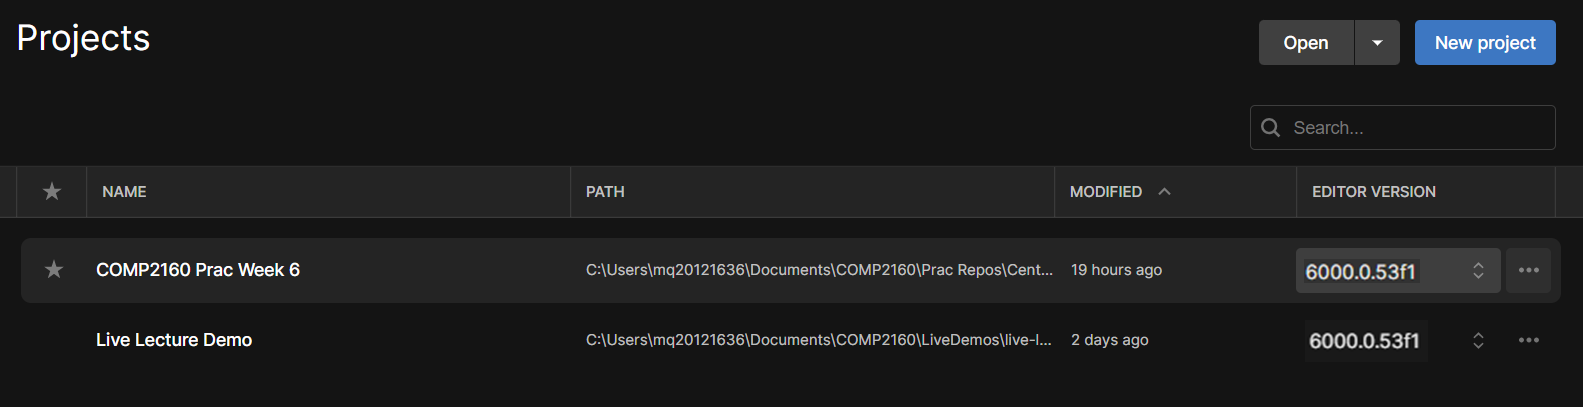 Projects
Open
New project
Search...
NAME
PATH
MODIFIED
EDITOR VERSION
COMP2160 Prac Week 6
C:\Users\mq20121636\Documents\COMP2160\Prac Repos\Cent...
19 hours ago
6000.0.53f1
Live Lecture Demo
C:\Users\mq20121636\Documents\COMP2160\LiveDemos\live-l...
2 days ago
6000.0.53f1